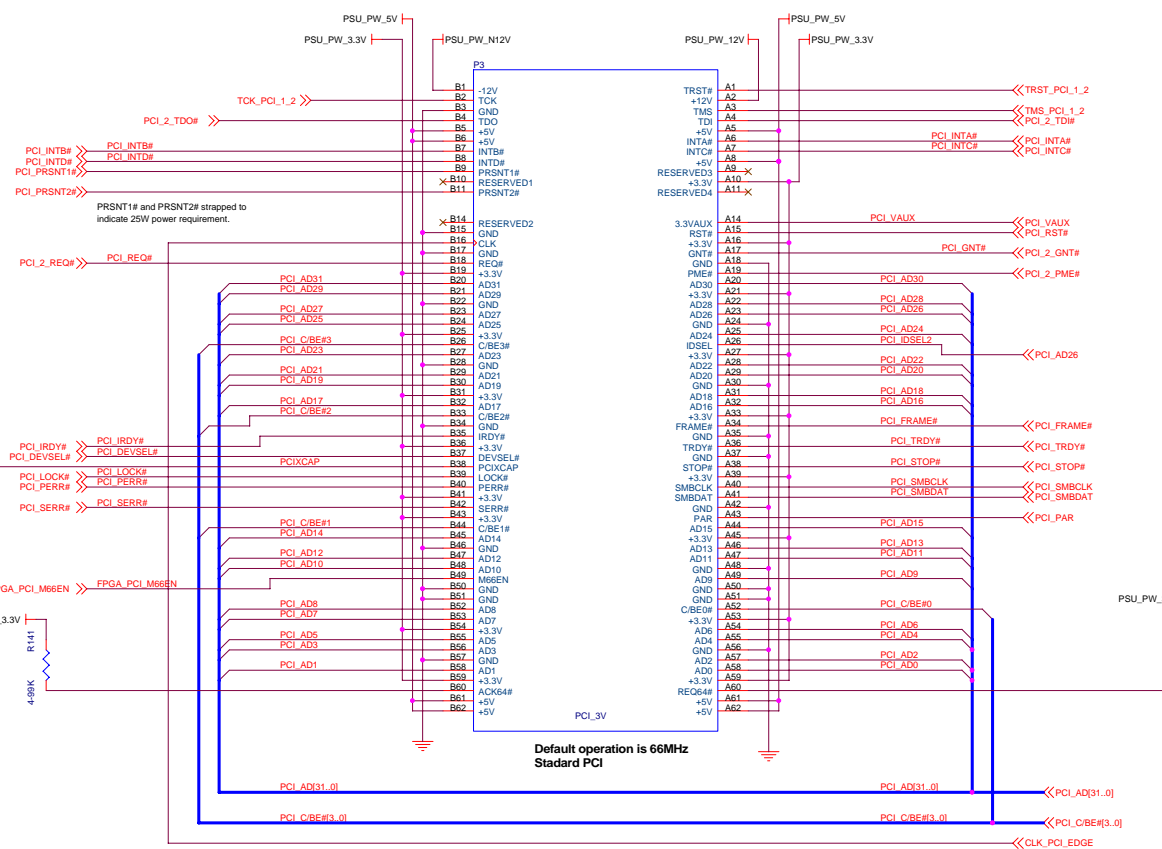 PSU_PW_5V
PSU_PW_5V
PSU_PW_3.3V PSU_PW_N12V PSU_PW_12V PSU_PW_3.3V
P3
B1 -12V TRST# A1 TRST_PCI_1_2
TCK_PCI_1_2 B2 TCK +12V A2
B3 GND TMS A3 TMS_PCI_1_2
PCI_2_TDO# B4 TDO TDI A4 PCI_2_TDI#
B5 +5V +5V A5
B6 +5V INTA# A6 PCI_INTA# PCI_INTA#
PCI_INTB# PCI_INTB# B7 INTB# INTC# A7 PCI_INTC# PCI_INTC#
PCI_INTD# PCI_INTD# B8 INTD# +5V A8
PCI_PRSNT1# B9 PRSNT1# RESERVED3 A9
B10 RESERVED1 +3.3V A10
PCI_PRSNT2# B11 PRSNT2# RESERVED4 A11
PRSNT1# and PRSNT2# strapped to
indicate 25W power requirement.
B14 RESERVED2 3.3VAUX A14 PCI_VAUX PCI_VAUX
B15 GND RST# A15 PCI_RST#
B16 CLK +3.3V A16
B17 GND GNT# A17 PCI_GNT# PCI_2_GNT#
PCI_2_REQ# PCI_REQ# B18 REQ# GND A18
B19 +3.3V PME# A19 PCI_2_PME#
PCI_AD31 B20 AD31 AD30 A20 PCI_AD30
PCI_AD29 B21 AD29 +3.3V A21
B22 GND AD28 A22 PCI_AD28
PCI_AD27 B23 AD27 AD26 A23 PCI_AD26
PCI_AD25 B24 AD25 GND A24
B25 +3.3V AD24 A25 PCI_AD24
PCI_C/BE#3 B26 C/BE3# IDSEL A26 PCI_IDSEL2
PCI_AD23 B27 AD23 +3.3V A27 PCI_AD26
B28 GND AD22 A28 PCI_AD22
PCI_AD21 B29 AD21 AD20 A29 PCI_AD20
PCI_AD19 B30 AD19 GND A30
B31 +3.3V AD18 A31 PCI_AD18
PCI_AD17 B32 AD17 AD16 A32 PCI_AD16
PCI_C/BE#2 B33 C/BE2# +3.3V A33
B34 GND FRAME# A34 PCI_FRAME# PCI_FRAME#
B35 IRDY# GND A35
PCI_IRDY# PCI_IRDY# B36 +3.3V TRDY# A36 PCI_TRDY# PCI_TRDY#
PCI_DEVSEL# PCI_DEVSEL# B37 DEVSEL# GND A37
PCIXCAP B38 PCIXCAP STOP# A38 PCI_STOP# PCI_STOP#
PCI_LOCK# PCI_LOCK# B39 LOCK# +3.3V A39
PCI_PERR# PCI_PERR# B40 PERR# SMBCLK A40 PCI_SMBCLK PCI_SMBCLK
B41 +3.3V SMBDAT A41 PCI_SMBDAT PCI_SMBDAT
PCI_SERR# PCI_SERR# B42 SERR# GND A42
B43 +3.3V PAR A43 PCI_PAR
PCI_C/BE#1 B44 C/BE1# AD15 A44 PCI_AD15
PCI_AD14 B45 AD14 +3.3V A45
B46 GND AD13 A46 PCI_AD13
PCI_AD12 B47 AD12 AD11 A47 PCI_AD11
PCI_AD10 B48 AD10 GND A48
B49 M66EN AD9 A49 PCI_AD9
GA_PCI_M66EN FPGA_PCI_M66EN B50 GND GND A50
B51 GND GND A51
PCI_AD8 B52 AD8 C/BE0# A52 PCI_C/BE#0
PSU_PW_
PCI_AD7 B53 AD7 +3.3V A53
_3.3V B54 +3.3V AD6 A54 PCI_AD6
PCI_AD5 B55 AD5 AD4 A55 PCI_AD4
PCI_AD3 B56 AD3 GND A56
B57 GND AD2 A57 PCI_AD2
PCI_AD1 B58 AD1 AD0 A58 PCI_AD0
B59 +3.3V +3.3V A59
B60 ACK64# REQ64# A60
B61 +5V +5V A61
B62 +5V +5V A62
R141
4-99K
PCI_3V
Default operation is 66MHz
Stadard PCI
PCI_AD[31..0] PCI_AD[31..0] PCI_AD[31..0]
PCI_C/BE#[3..0] PCI_C/BE#[3..0] PCI_C/BE#[3..0]
CLK_PCI_EDGE